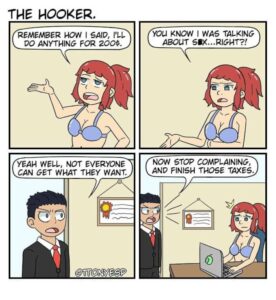 THE HOOKER.
REMEMBER HOW I SAID, I'LL
DO ANYTHING FOR 200$.
YOU KNOW I WAS TALKING
ABOUT S■X...RIGHT?!
YEAH WELL, NOT EVERYONE
CAN GET WHAT THEY WANT.
@TTONYESP
NOW STOP COMPLAINING,
AND FINISH THOSE TAXES.